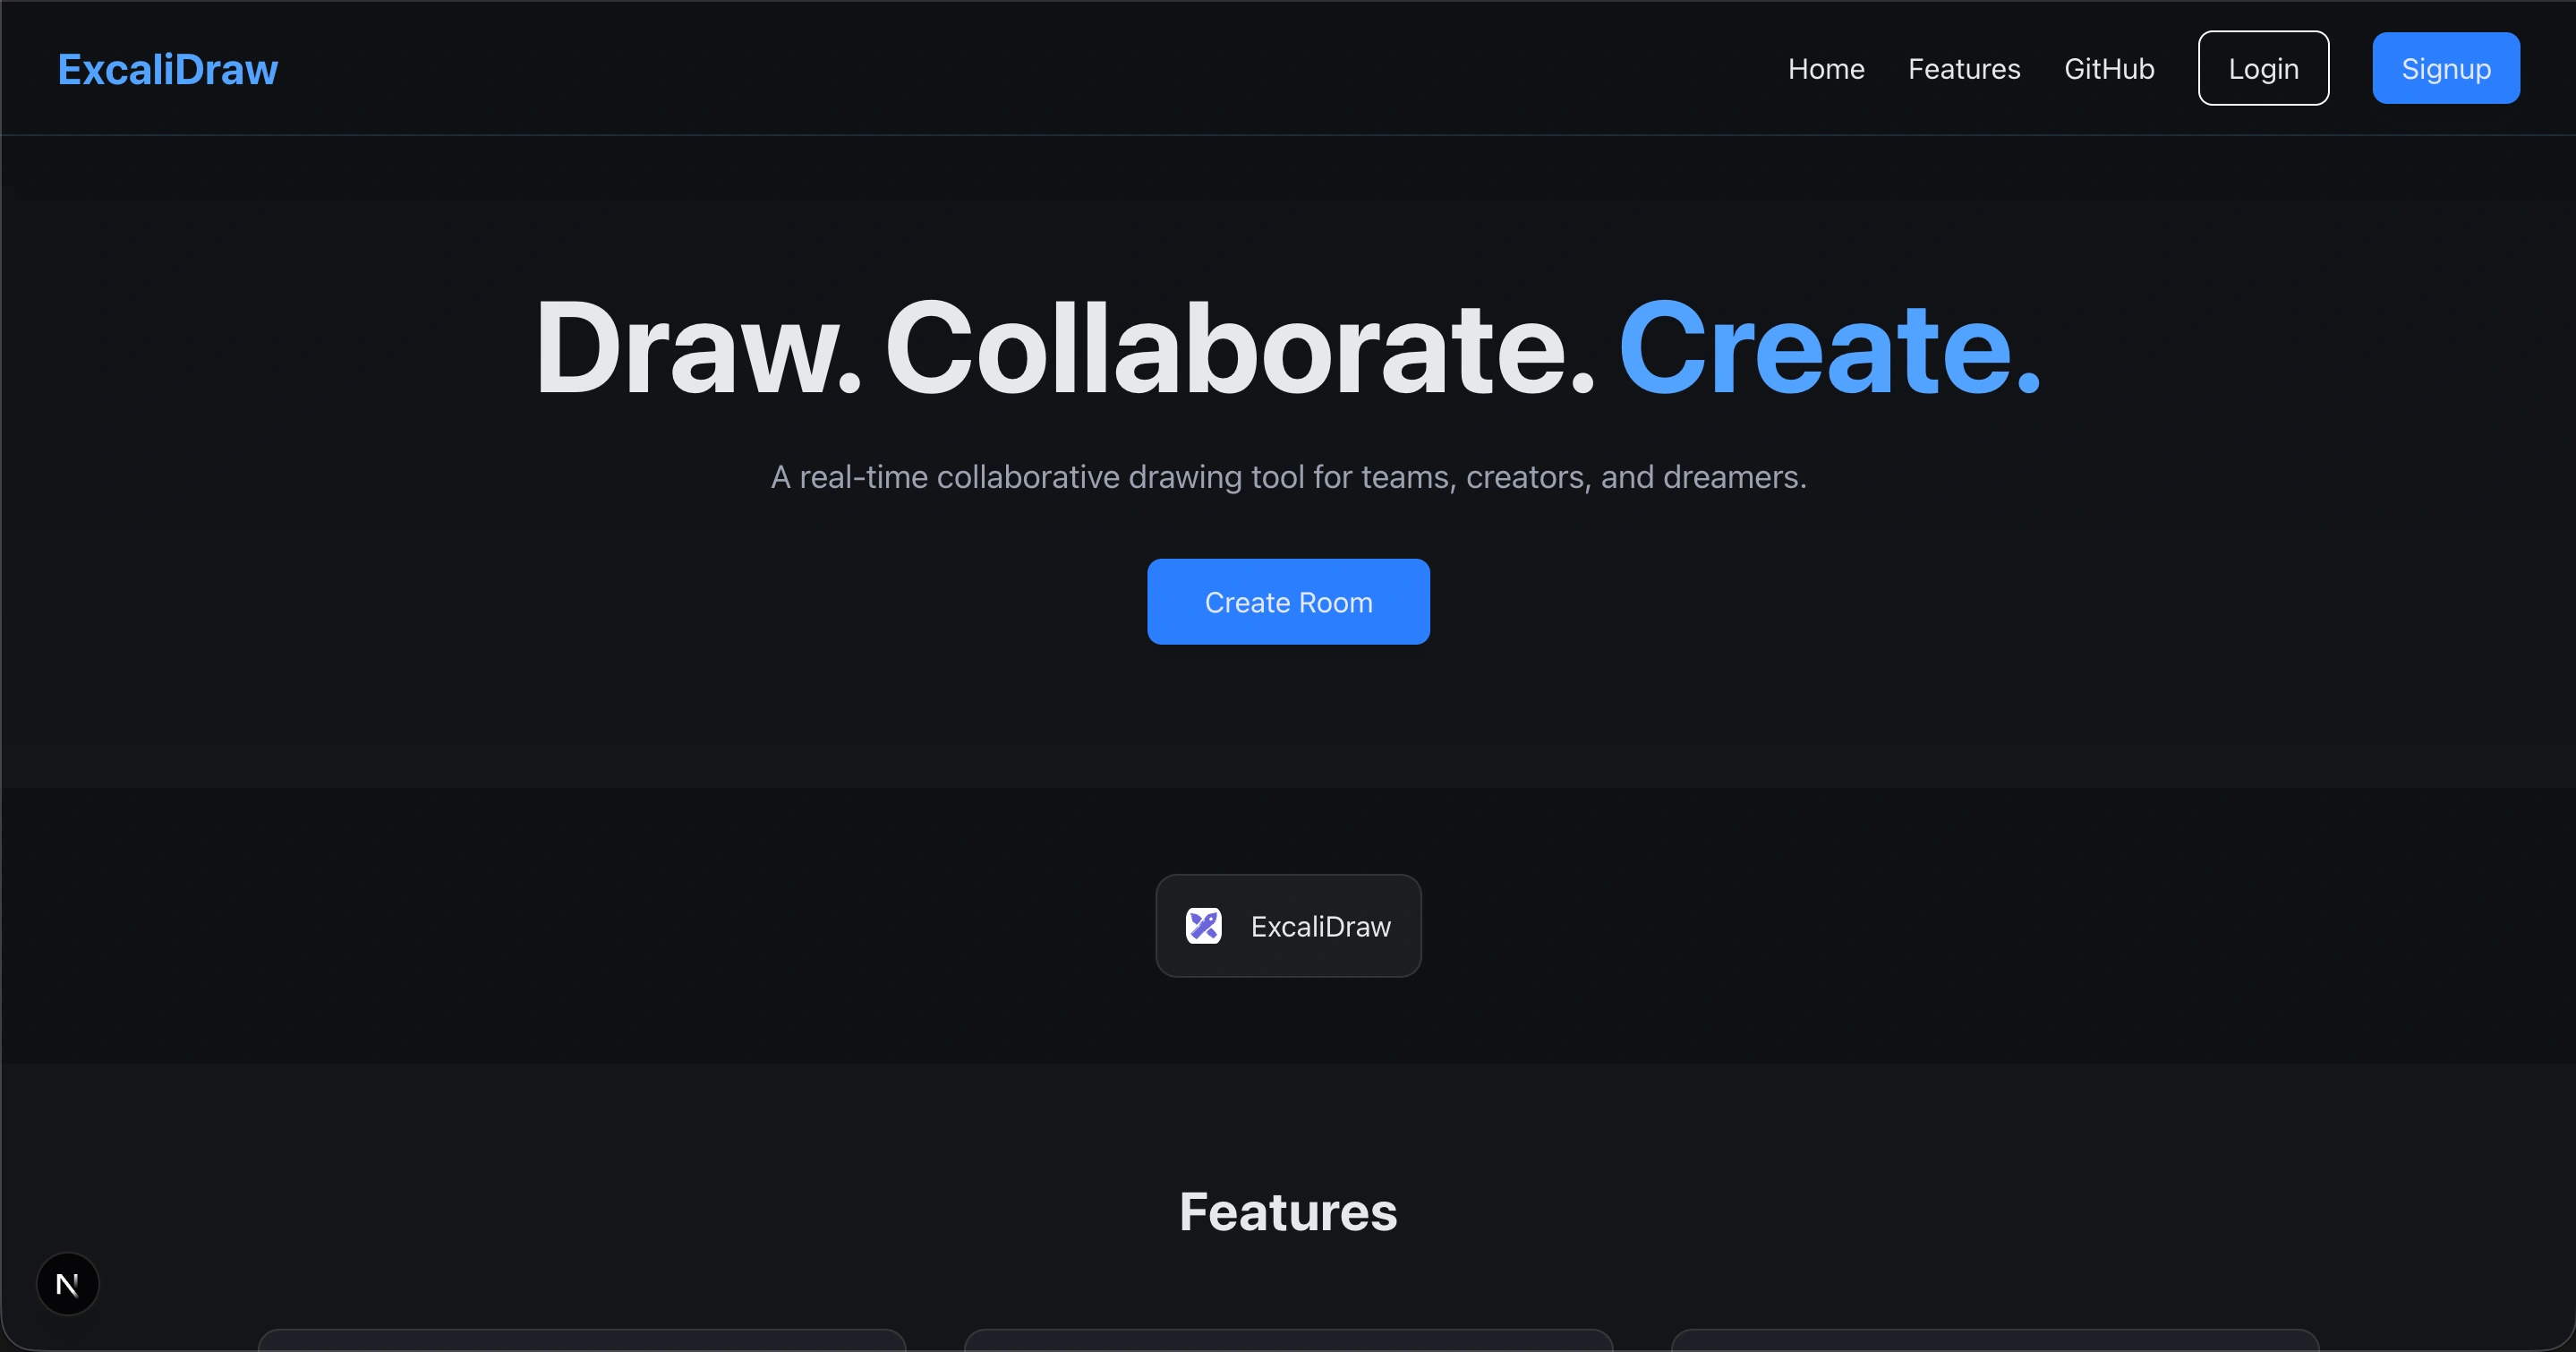 ExcaliDraw
Home Features GitHub Login Signup
Draw. Collaborate. Create.
A real-time collaborative drawing tool for teams, creators, and dreamers.
Create Room
ExcaliDraw
Features
N